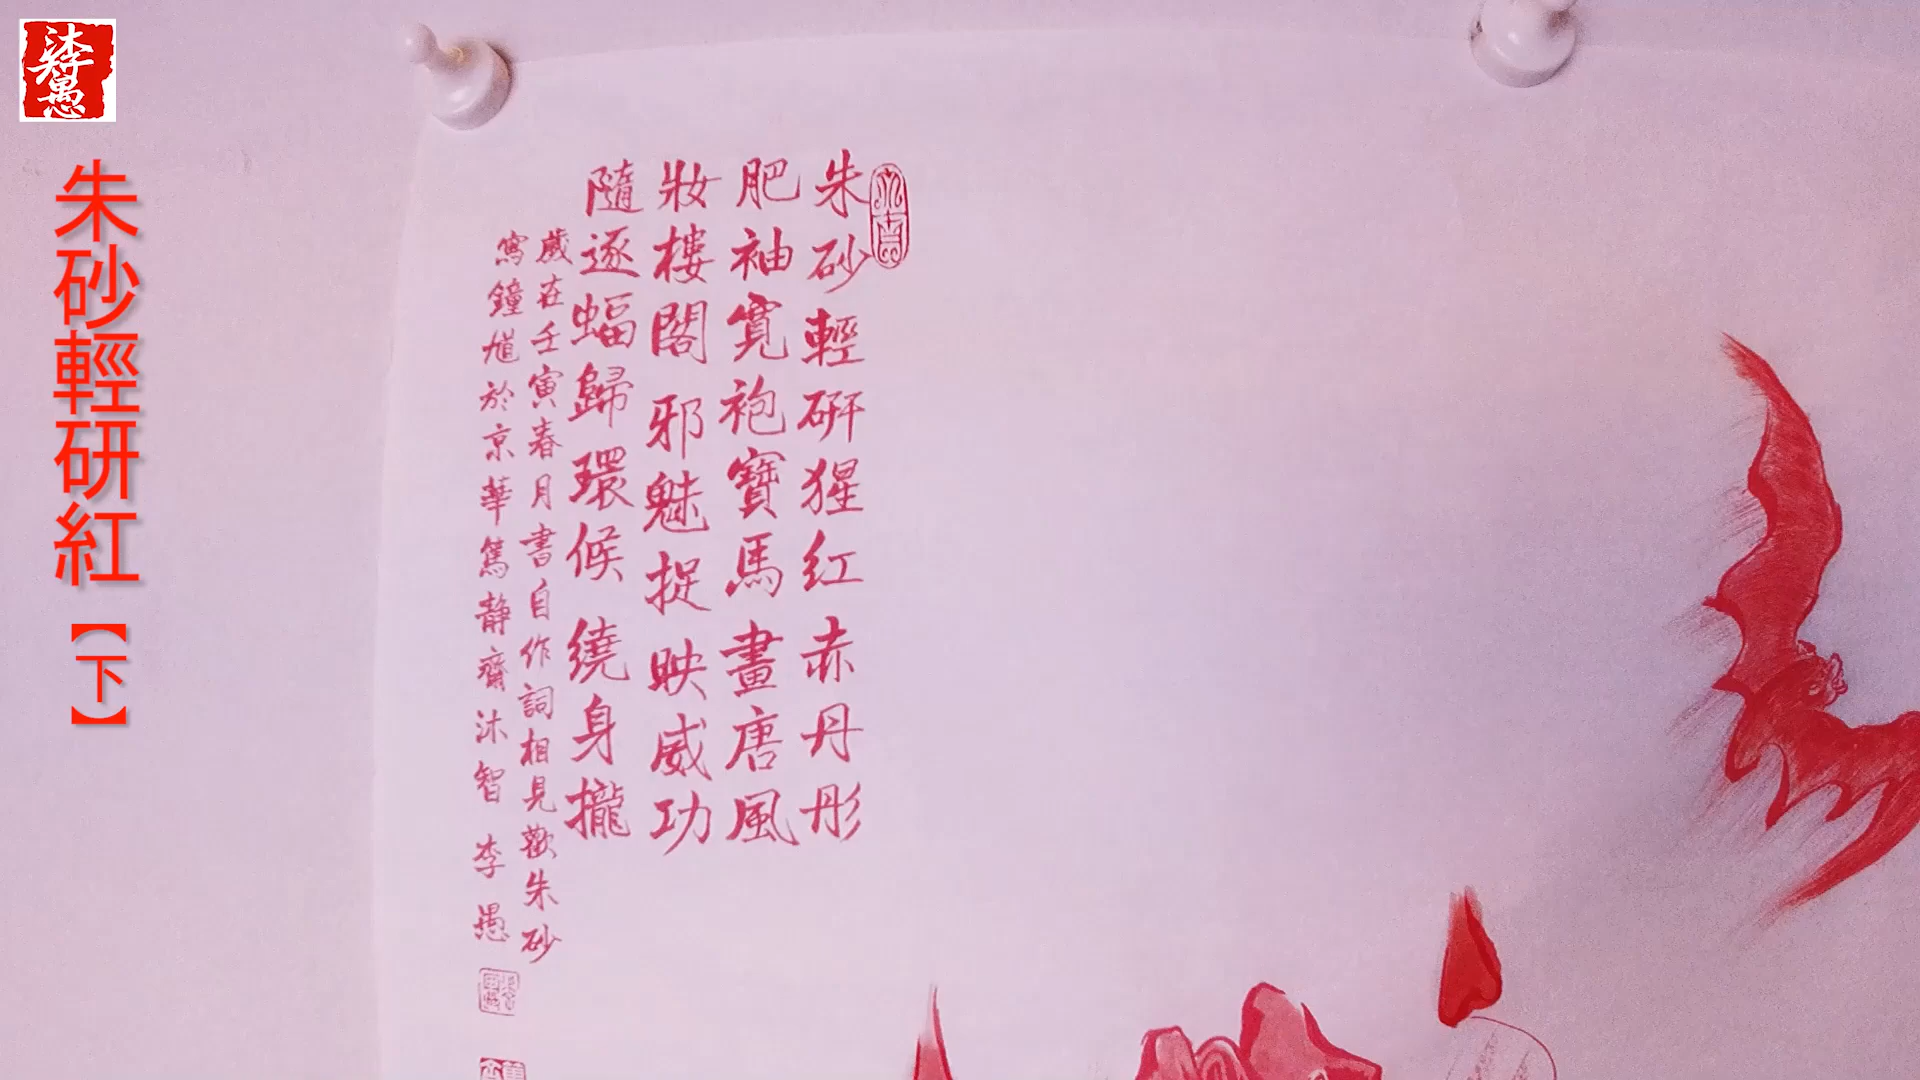 朱砂輕研紅【下】
朱砂輕研猩红赤丹彤
肥袖寬袍寶馬畫唐風
妝樓閣邪魅捉映威功
隨逐蝠歸環候繞身攏
歲在壬寅春月書自作詞相見歡朱砂
寫鐘馗於京華篤静齋沐智李愚